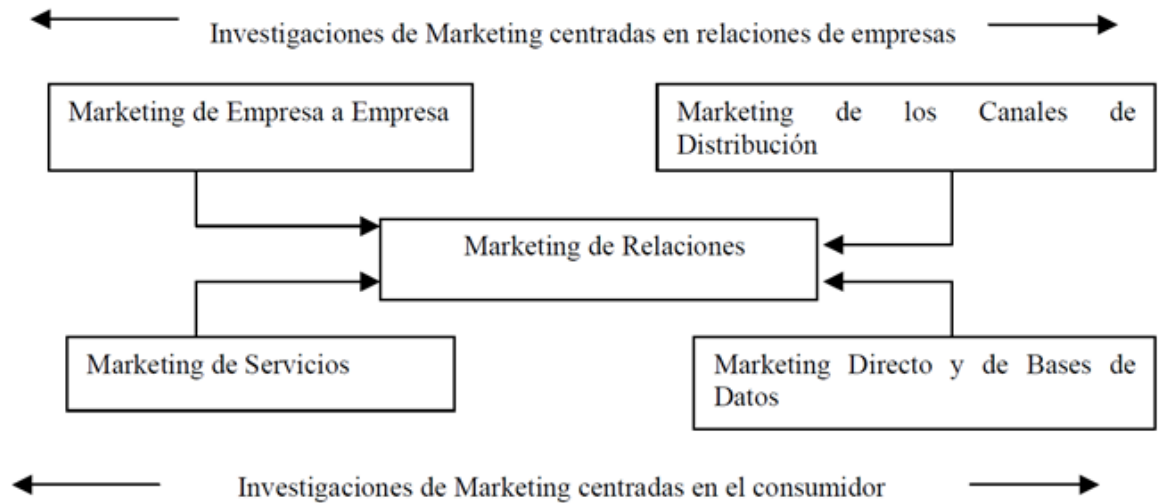 Investigaciones de Marketing centradas en relaciones de empresas
Marketing de Empresa a Empresa
Marketing de los Canales de
Distribución
Marketing de Relaciones
Marketing de Servicios
Marketing Directo y de Bases de
Datos
Investigaciones de Marketing centradas en el consumidor